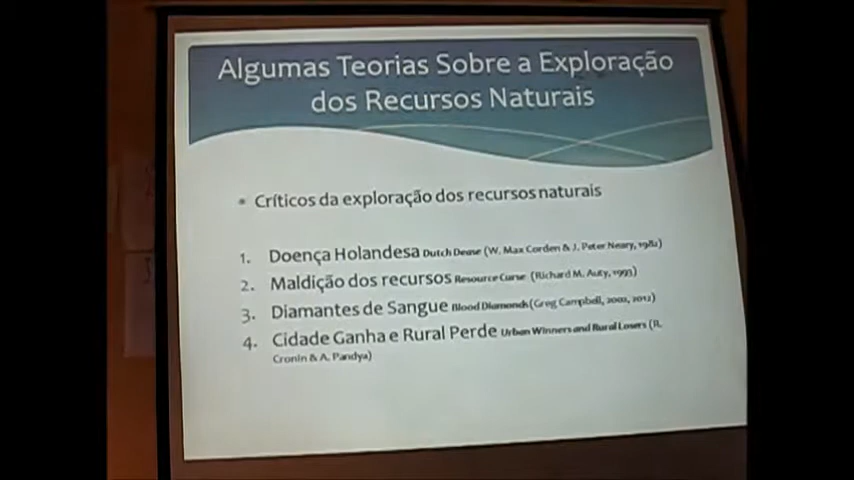 Algumas Teorias Sobre a Exploração
dos Recursos Naturais
• Críticos da exploração dos recursos naturais
1. Doença Holandesa Dutch Dease (W. Max Corden & J. Peter Neary, 1982)
2. Maldição dos recursos Resource Curse (Richard M. Auty, 1993)
3. Diamantes de Sangue Blood Diamonds (Greg Campbell, 2002, 2012)
4. Cidade Ganha e Rural Perde Urban Winners and Rural Losers (R.
Cronin & A. Pandya)